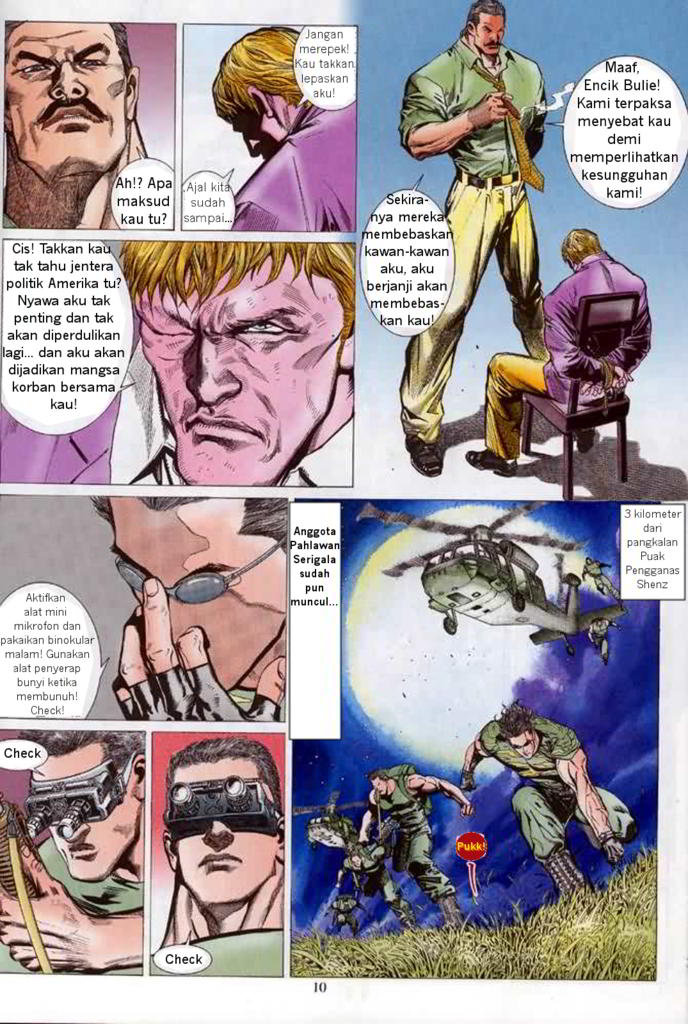 Ah!? Apa
maksud
kau tu?
Jangan
merepek!
Kau takkan
lepaskan
aku!
Ajal kita
sudah
sampai...
Maaf,
Encik Bulie!
Kami terpaksa
menyebat kau
demi
memperlihatkan
kesungguhan
kami!
Sekira-
nya mereka
membebaskan
kawan-kawan
aku, aku
berjanji akan
membebas-
kan kau!
Cis! Takkan kau
tak tahu jentera
politik Amerika tu?
Nyawa aku tak
penting dan tak
akan diperdulikan
lagi... dan aku akan
dijadikan mangsa
korban bersama
kau!
Aktifkan
alat mini
mikrofon dan
pakaikan binokular
malam! Gunakan
alat penyerap
bunyi ketika
membunuh!
Check!
Anggota
Pahlawan
Serigala
sudah
pun
muncul...
3 kilometer
dari
pangkalan
Puak
Pengganas
Shenz
Check
Check
Pukk!
10